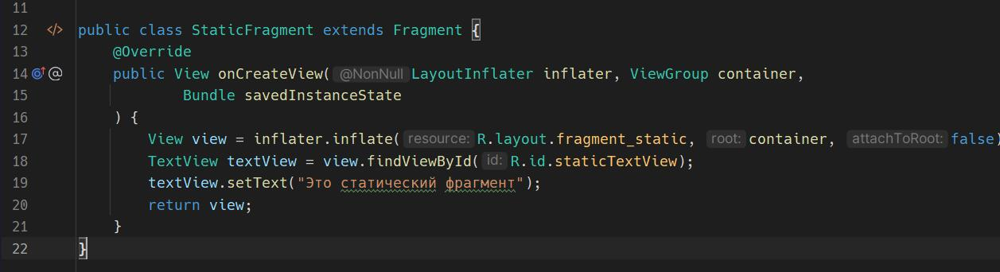 11
12 </> public class StaticFragment extends Fragment {
13 @Override
14 @ public View onCreateView( @NonNull LayoutInflater inflater, ViewGroup container,
15 Bundle savedInstanceState
16 ) {
17 View view = inflater.inflate( resource: R.layout.fragment_static, root: container, attachToRoot: false)
18 TextView textView = view.findViewById( id: R.id.staticTextView);
19 textView.setText("Это статический фрагмент");
20 return view;
21 }
22 }